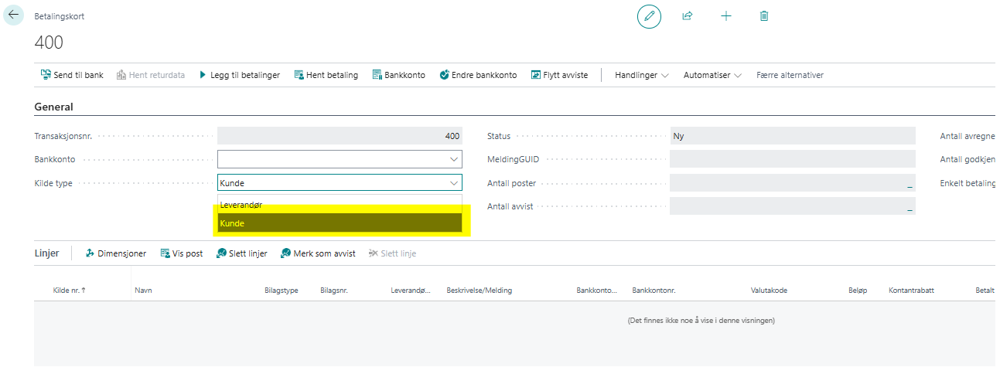 Betalingskort
400
Send til bank Hent returdata Legg til betalinger Hent betaling Bankkonto Endre bankkonto Flytt avviste Handlinger Automatiser Færre alternativer
General
Transaksjonsnr. 400 Status Ny Antall avregne
Bankkonto MeldingGUID Antall godkjen
Kilde type Kunde Antall poster _ Enkelt betaling
Leverandør Antall avvist _
Kunde
Linjer Dimensjoner Vis post Slett linjer Merk som avvist Slett linje
Kilde nr. ↑ Navn Bilagstype Bilagsnr. Leverandø... Beskrivelse/Melding Bankkonto... Bankkontonr. Valutakode Beløp Kontantrabatt Betalt
(Det finnes ikke noe å vise i denne visningen)